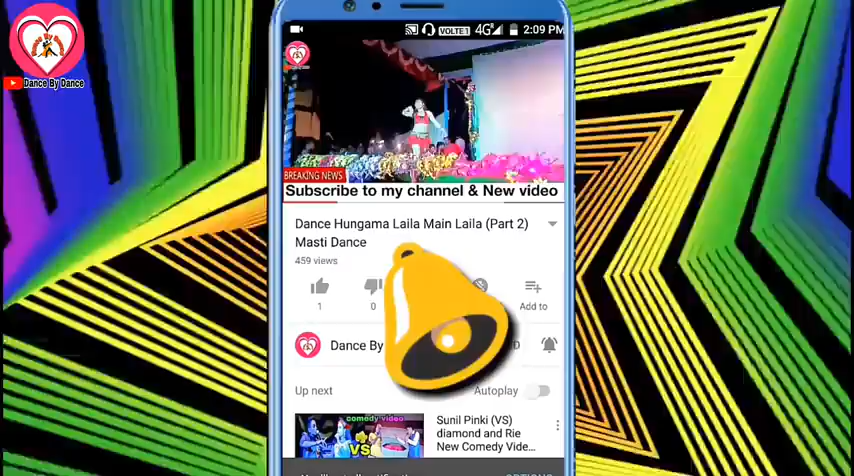 Dance By Dance
VOLTE 1
4G
2:09 PM
BREAKING NEWS
Subscribe to my channel & New video
Dance Hungama Laila Main Laila (Part 2)
Masti Dance
459 views
1
0
Add to
Dance By
D
Up next
Autoplay
comedy video
VS
Sunil Pinki (VS)
diamond and Rie
New Comedy Vide...